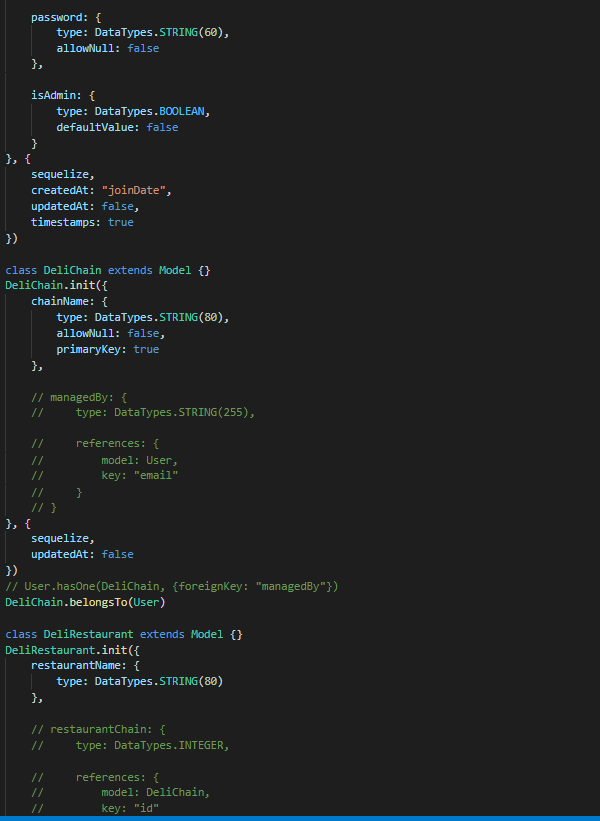 password: {
type: DataTypes.STRING(60),
allowNull: false
},
isAdmin: {
type: DataTypes.BOOLEAN,
defaultValue: false
}
}, {
sequelize,
createdAt: "joinDate",
updatedAt: false,
timestamps: true
})
class DeliChain extends Model {}
DeliChain.init({
chainName: {
type: DataTypes.STRING(80),
allowNull: false,
primaryKey: true
},
// managedBy: {
//     type: DataTypes.STRING(255),
//     references: {
//         model: User,
//         key: "email"
//     }
// }
}, {
sequelize,
updatedAt: false
})
// User.hasOne(DeliChain, {foreignKey: "managedBy"})
DeliChain.belongsTo(User)
class DeliRestaurant extends Model {}
DeliRestaurant.init({
restaurantName: {
type: DataTypes.STRING(80)
},
// restaurantChain: {
//     type: DataTypes.INTEGER,
//     references: {
//         model: DeliChain,
//         key: "id"